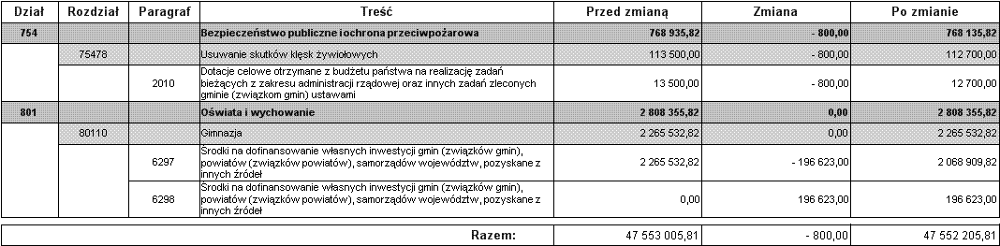 Dział Rozdział Paragraf Treść Przed zmianą Zmiana Po zmianie
754 Bezpieczeństwo publiczne i ochrona przeciwpożarowa 768 935,82 - 800,00 768 135,82
75478 Usuwanie skutków klęsk żywiołowych 113 500,00 - 800,00 112 700,00
Dotacje celowe otrzymane z budżetu państwa na realizację zadań
2010 bieżących z zakresu administracji rządowej oraz innych zadań zleconych 13 500,00 - 800,00 12 700,00
gminie (związkom gmin) ustawami
801 Oświata i wychowanie 2 808 355,82 0,00 2 808 355,82
80110 Gimnazja 2 265 532,82 0,00 2 265 532,82
Środki na dofinansowanie własnych inwestycji gmin (związków gmin),
6297 powiatów (związków powiatów), samorządów województw, pozyskane z 2 265 532,82 - 196 623,00 2 068 909,82
innych źródeł
Środki na dofinansowanie własnych inwestycji gmin (związków gmin),
6298 powiatów (związków powiatów), samorządów województw, pozyskane z 0,00 196 623,00 196 623,00
innych źródeł
Razem: 47 553 005,81 - 800,00 47 552 205,81